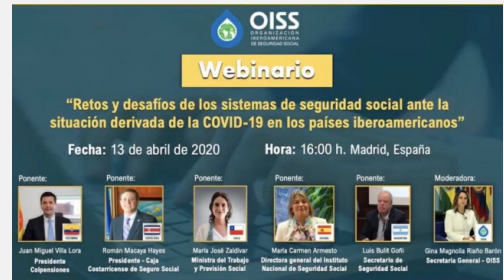 OISS
ORGANIZACIÓN
IBEROAMERICANA
DE SEGURIDAD SOCIAL
Webinario
“Retos y desafíos de los sistemas de seguridad social ante la
situación derivada de la COVID-19 en los países iberoamericanos”
Fecha: 13 de abril de 2020 Hora: 16:00 h. Madrid, España
Ponente: Ponente: Ponente: Ponente: Ponente: Moderadora:
Juan Miguel Villa Lora
Presidente
Colpensiones
Román Macaya Hayes
Presidente - Caja
Costarricense de Seguro Social
María José Zaldívar
Ministra del Trabajo
y Previsión Social
María Carmen Armesto
Directora general del Instituto
Nacional de Seguridad Social
Luis Bulit Goñi
Secretario de
Seguridad Social
Gina Magnolia Riaño Barón
Secretaria General - OISS